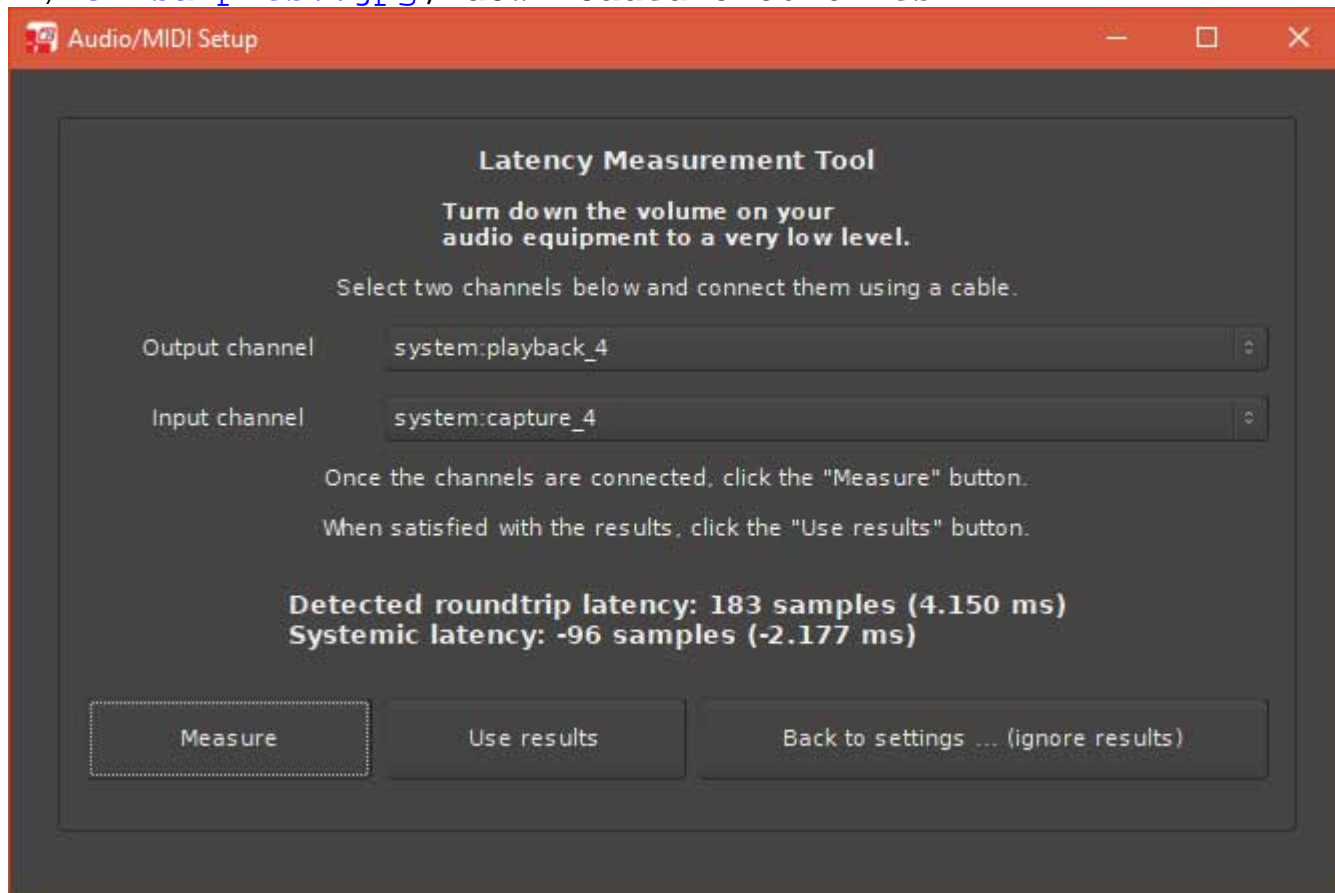 Audio/MIDI Setup
Latency Measurement Tool
Turn down the volume on your
audio equipment to a very low level.
Select two channels below and connect them using a cable.
Output channel system:playback_4
Input channel system:capture_4
Once the channels are connected, click the "Measure" button.
When satisfied with the results, click the "Use results" button.
Detected roundtrip latency: 183 samples (4.150 ms)
Systemic latency: -96 samples (-2.177 ms)
Measure Use results Back to settings ... (ignore results)